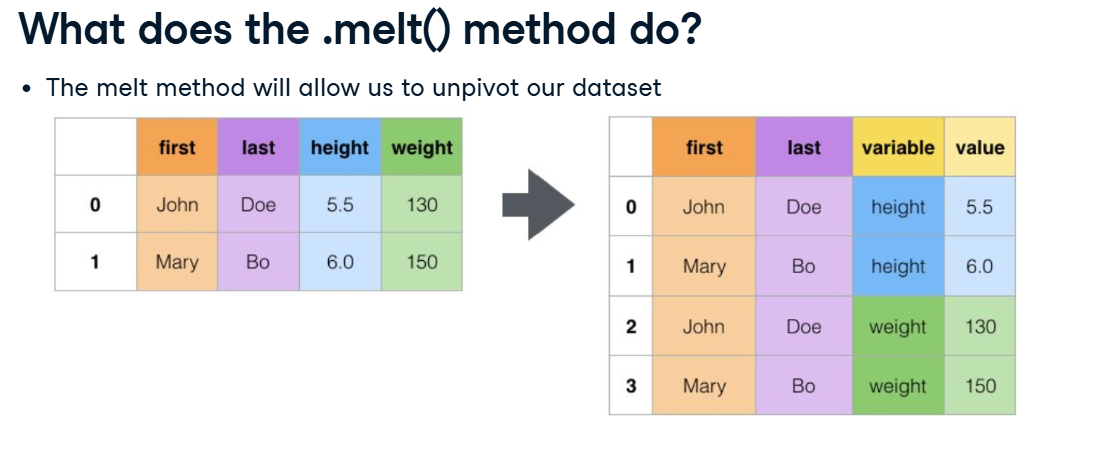 What does the .melt() method do?
• The melt method will allow us to unpivot our dataset
first last height weight
0 John Doe 5.5 130
1 Mary Bo 6.0 150
first last variable value
0 John Doe height 5.5
1 Mary Bo height 6.0
2 John Doe weight 130
3 Mary Bo weight 150